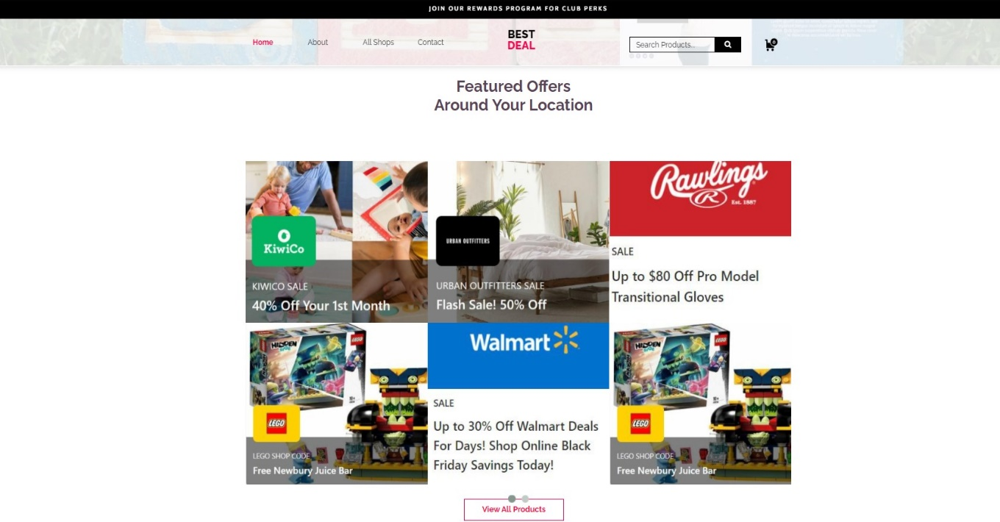 JOIN OUR REWARDS PROGRAM FOR CLUB PERKS
Home
About
All Shops
Contact
BEST
DEAL
Search Products...
0
Featured Offers
Around Your Location
KiwiCo
KIWICO SALE
40% Off Your 1st Month
URBAN OUTFITTERS
URBAN OUTFITTERS SALE
Flash Sale! 50% Off
Rawlings
R
Est. 1887
SALE
Up to $80 Off Pro Model
Transitional Gloves
HIDDEN
LEGO
LEGO
LEGO SHOP CODE
Free Newbury Juice Bar
Walmart
SALE
Up to 30% Off Walmart Deals
For Days! Shop Online Black
Friday Savings Today!
HIDDEN
LEGO
LEGO
LEGO SHOP CODE
Free Newbury Juice Bar
View All Products